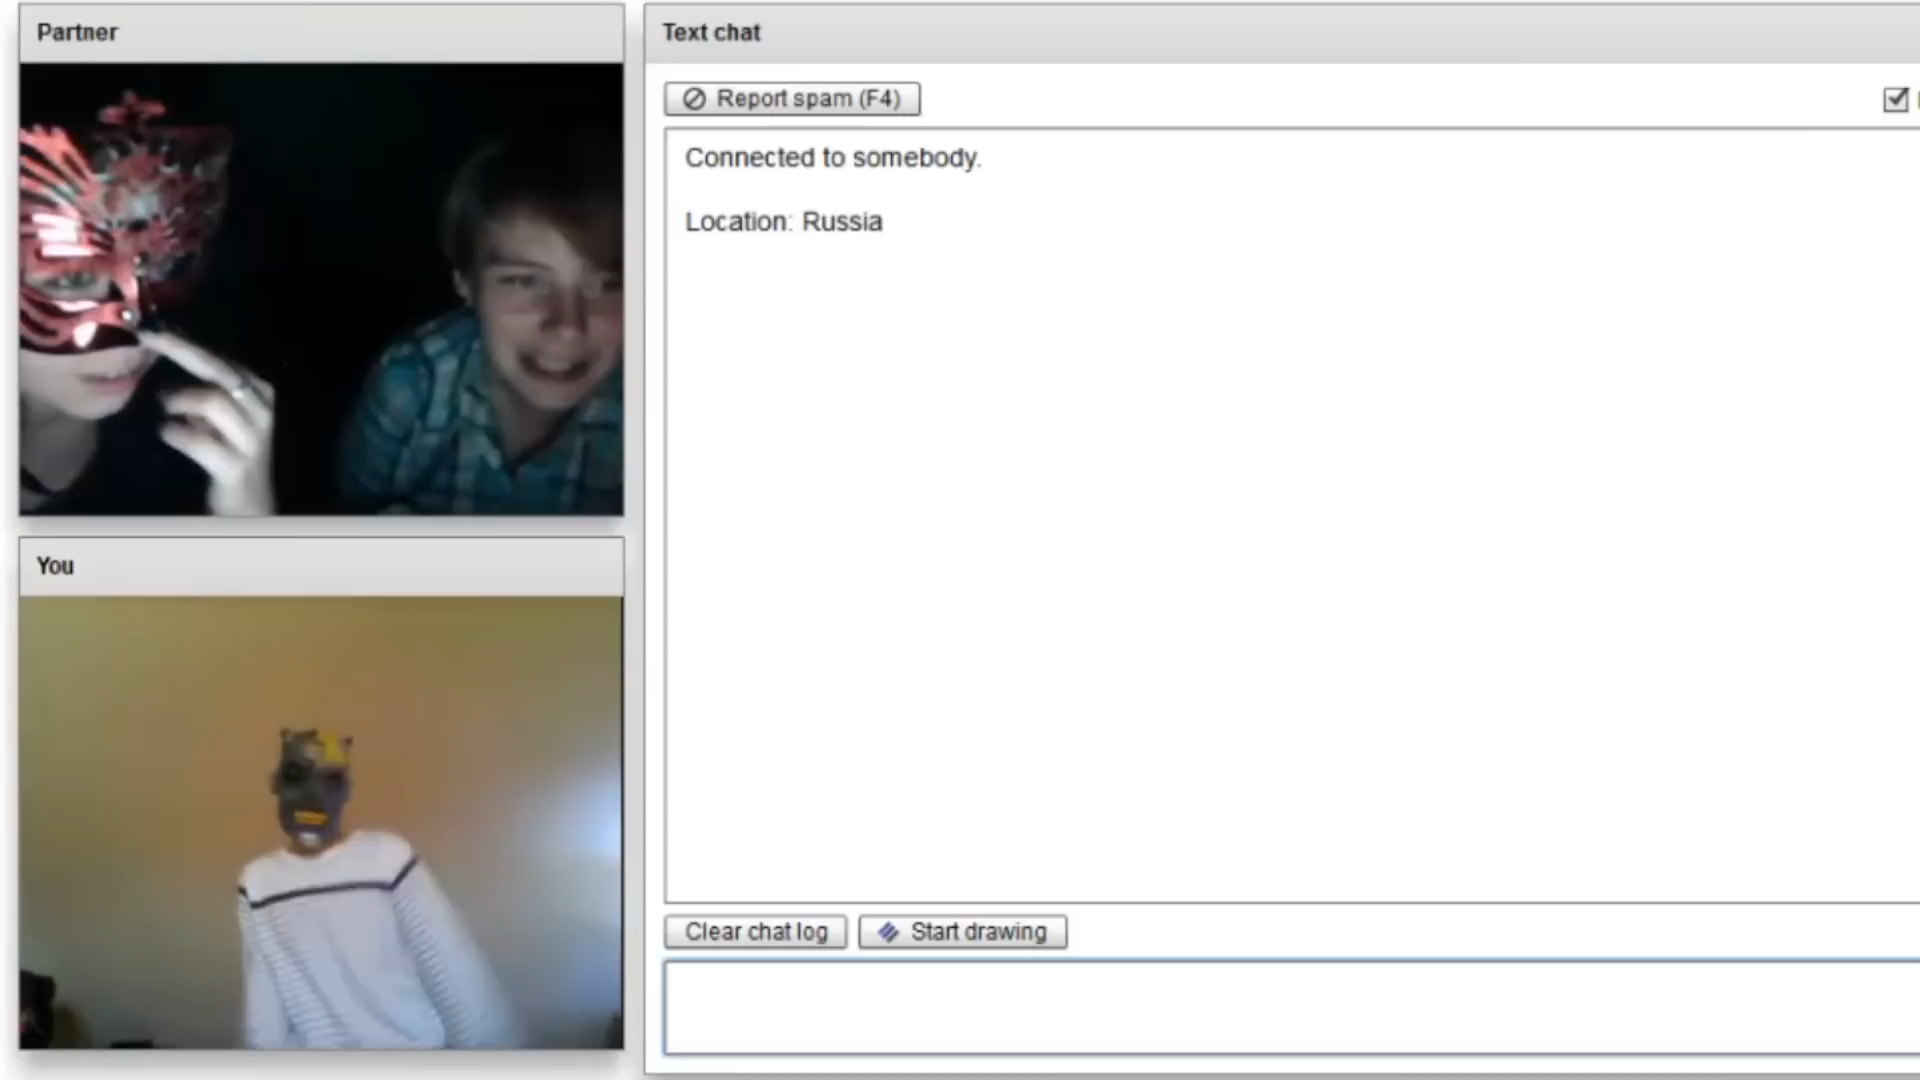 Partner
Text chat
Report spam (F4)
Connected to somebody.
Location: Russia
You
Clear chat log
Start drawing